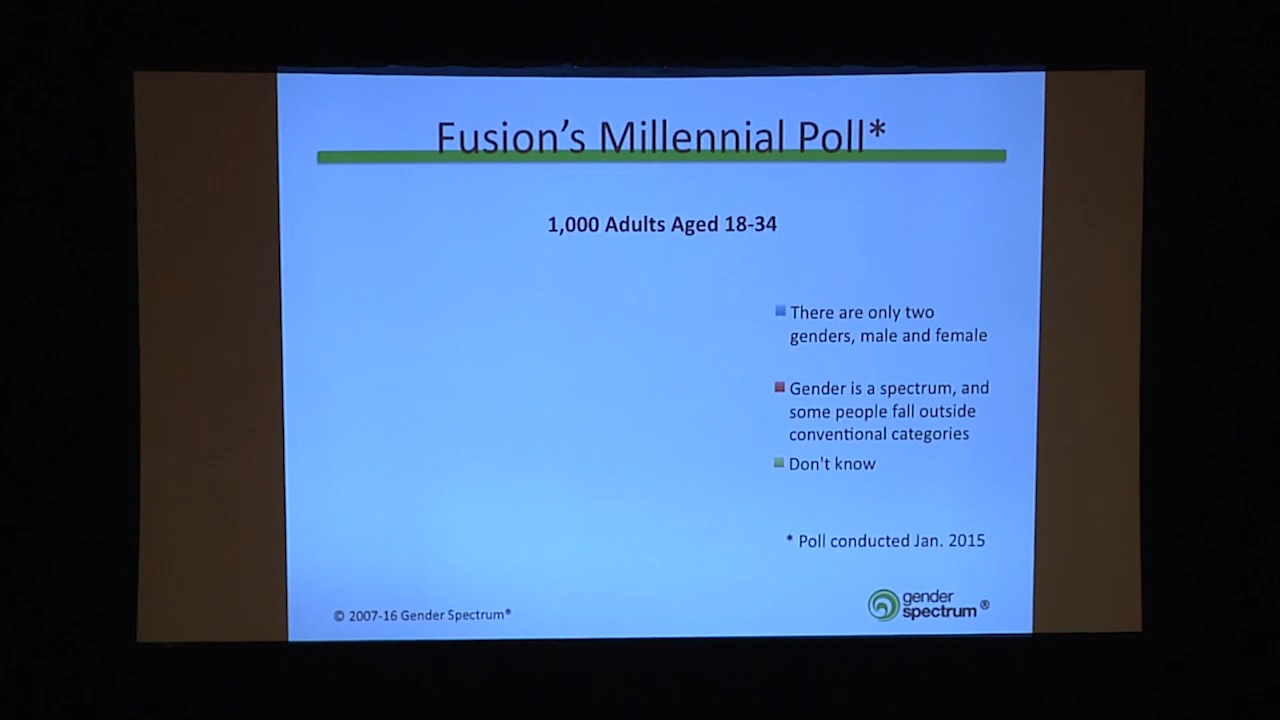 Fusion's Millennial Poll*
1,000 Adults Aged 18-34
There are only two
genders, male and female
Gender is a spectrum, and
some people fall outside
conventional categories
Don't know
* Poll conducted Jan. 2015
© 2007-16 Gender Spectrum®
gender
spectrum ®